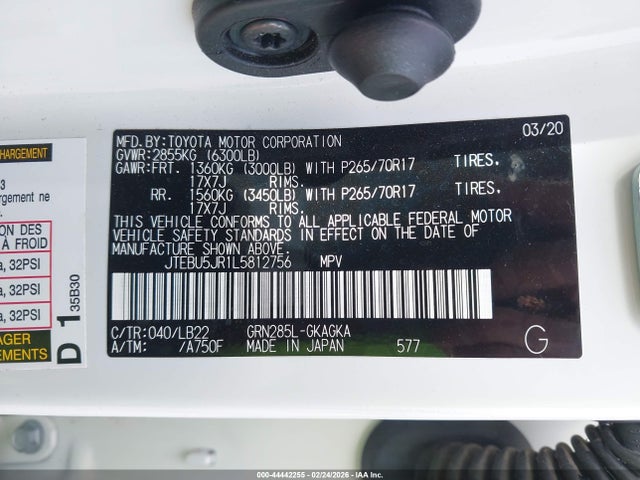 MFD.BY:TOYOTA MOTOR CORPORATION 03/20
GVWR:2855KG (6300LB)
GAWR:FRT. 1360KG (3000LB) WITH P265/70R17 TIRES.
17X7J RIMS.
RR. 1560KG (3450LB) WITH P265/70R17 TIRES.
17X7J RIMS.
THIS VEHICLE CONFORMS TO ALL APPLICABLE FEDERAL MOTOR
VEHICLE SAFETY STANDARDS IN EFFECT ON THE DATE OF
MANUFACTURE SHOWN ABOVE.
JTEBU5JR1L5812756 MPV
C/TR:040/LB22 GRN285L-GKAGKA
A/TM: /A750F MADE IN JAPAN 577 G
CHARGEMENT
3
hargement ne
ION DES
À FROID
a, 32PSI
a, 32PSI
a, 32PSI
AGER
EMENTS
D 1 35B30
000-44442255 - 02/24/2026 - IAA Inc.